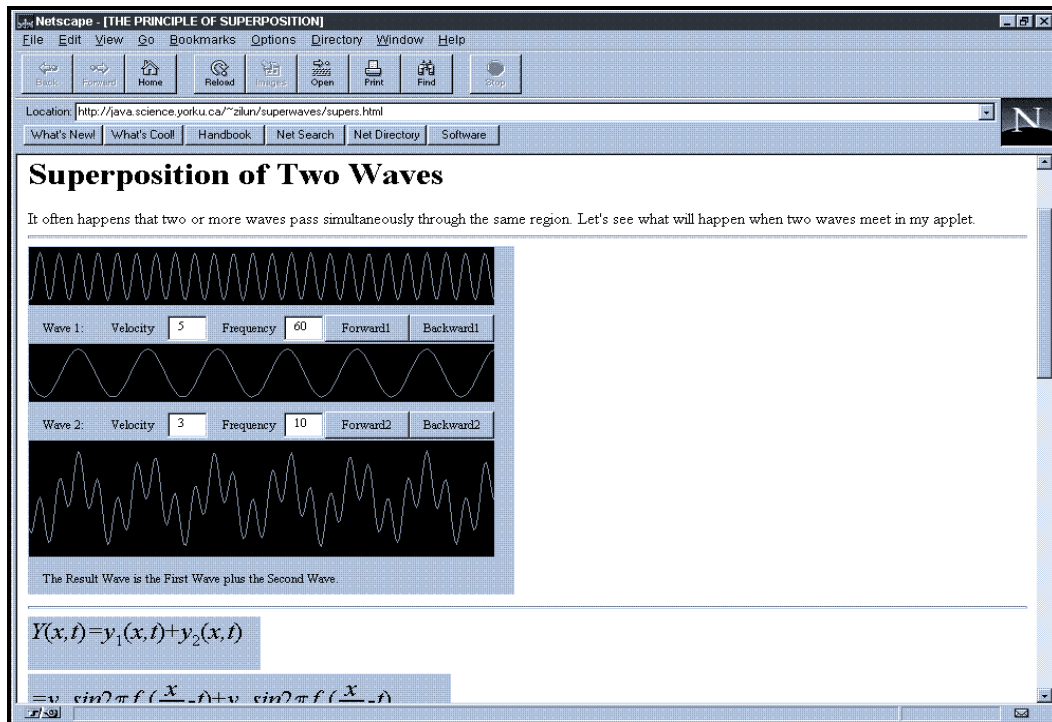 Netscape - [THE PRINCIPLE OF SUPERPOSITION]
File Edit View Go Bookmarks Options Directory Window Help
Back Forward Home Reload Images Open Print Find Stop
Location: http://java.science.yorku.ca/~zilun/superwaves/supers.html
N
What's New! What's Cool! Handbook Net Search Net Directory Software
Superposition of Two Waves
It often happens that two or more waves pass simultaneously through the same region. Let's see what will happen when two waves meet in my applet.
Wave 1: Velocity 5 Frequency 60 Forward1 Backward1
Wave 2: Velocity 3 Frequency 10 Forward2 Backward2
The Result Wave is the First Wave plus the Second Wave.
Y(x,t)=y₁(x,t)+y₂(x,t)
=y sin2π f (x -t)+y sin2π f (x -t)